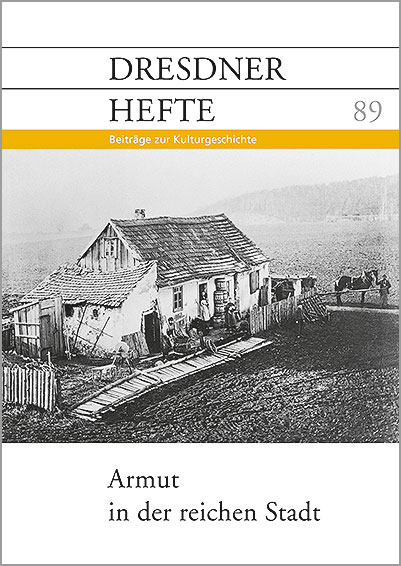 DRESDNER
HEFTE 89
Beiträge zur Kulturgeschichte
Armut
in der reichen Stadt